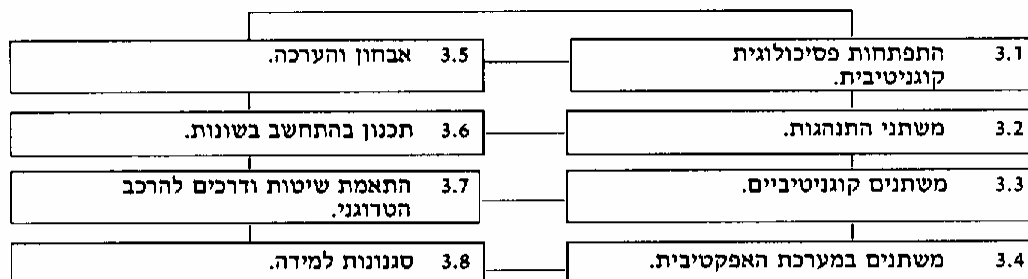 3.1 התפתחות פסיכולוגית
קוגניטיבית.
3.2 משתני התנהגות.
3.3 משתנים קוגניטיביים.
3.4 משתנים במערכת האפקטיבית.
3.5 אבחון והערכה.
3.6 תכנון בהתחשב בשונות.
3.7 התאמת שיטות ודרכים להרכב
הטרוגני.
3.8 סגנונות למידה.